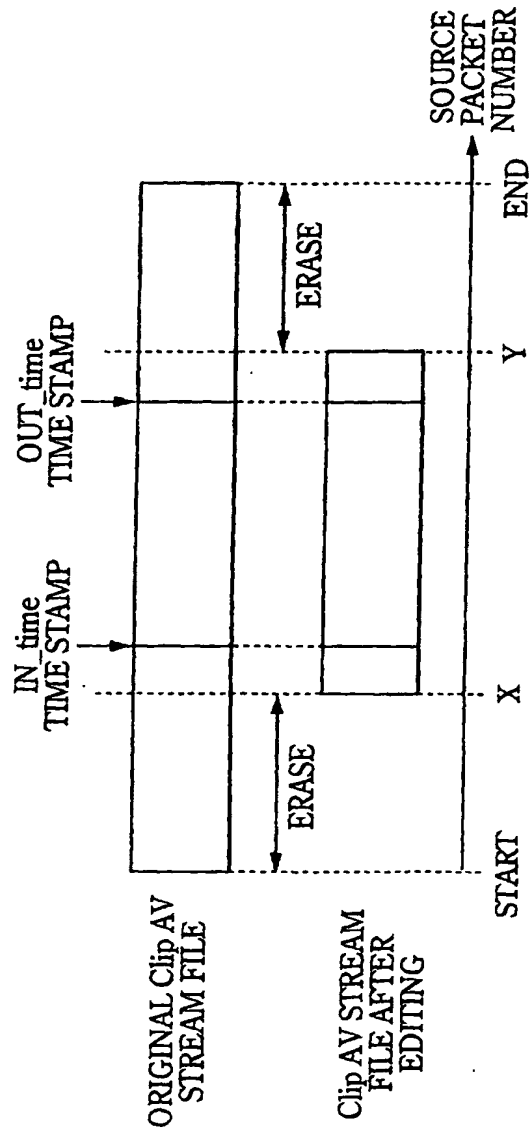 IN_time
TIME STAMP
OUT_time
TIME STAMP
ORIGINAL Clip AV
STREAM FILE
ERASE
ERASE
Clip AV STREAM
FILE AFTER
EDITING
START
X
Y
END
SOURCE
PACKET
NUMBER